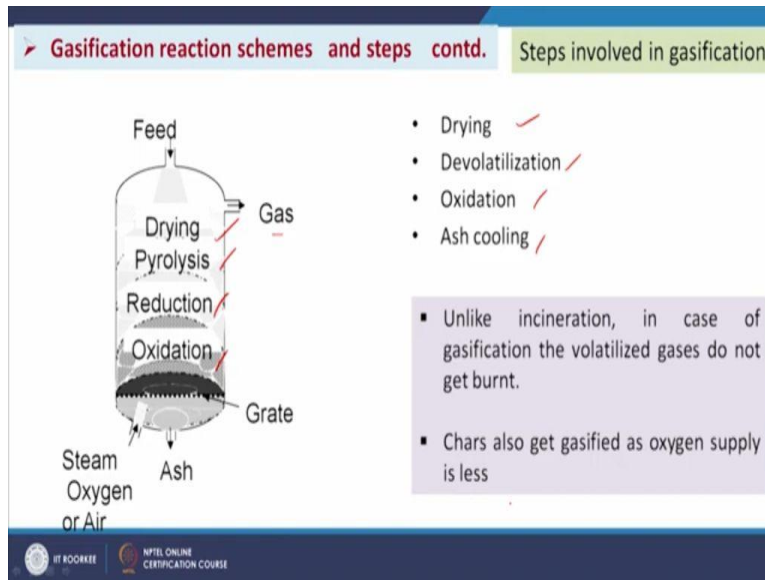 Gasification reaction schemes and steps contd.
Steps involved in gasification
Feed
Gas
Drying
Pyrolysis
Reduction
Oxidation
Grate
Steam
Oxygen
or Air
Ash
• Drying
• Devolatilization
• Oxidation
• Ash cooling
▪ Unlike incineration, in case of
gasification the volatilized gases do not
get burnt.
▪ Chars also get gasified as oxygen supply
is less
IIT ROORKEE
NPTEL ONLINE
CERTIFICATION COURSE